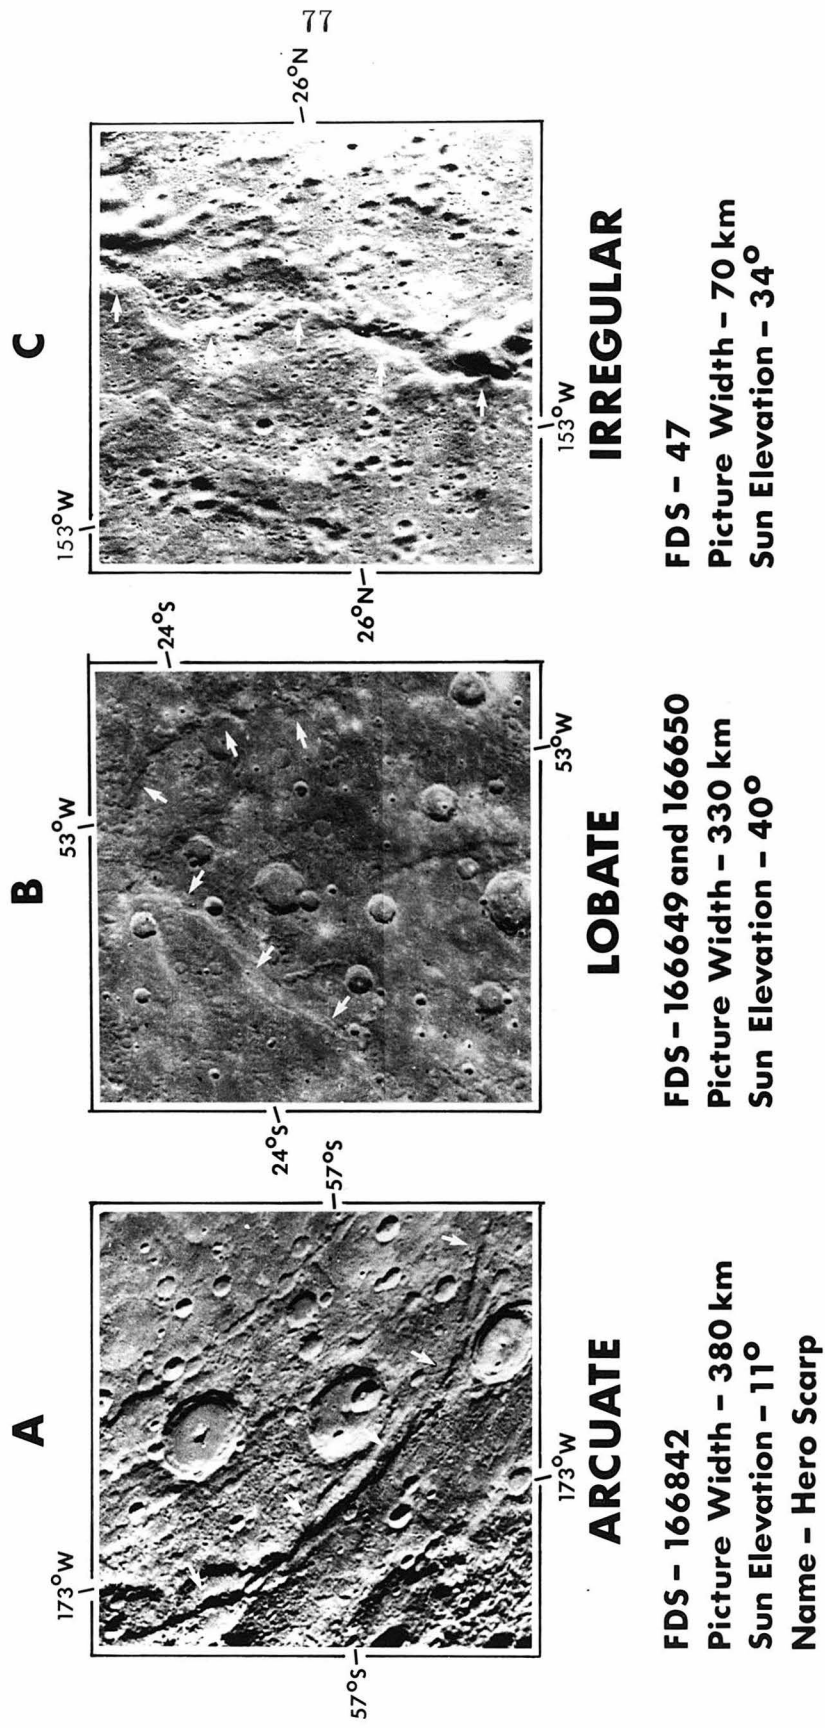 77
A
173°W
57°S
57°S
173°W
ARCUATE
FDS – 166842
Picture Width – 380 km
Sun Elevation – 11°
Name – Hero Scarp
B
53°W
24°S
24°S
53°W
LOBATE
FDS – 166649 and 166650
Picture Width – 330 km
Sun Elevation – 40°
C
153°W
26°N
26°N
153°W
IRREGULAR
FDS – 47
Picture Width – 70 km
Sun Elevation – 34°